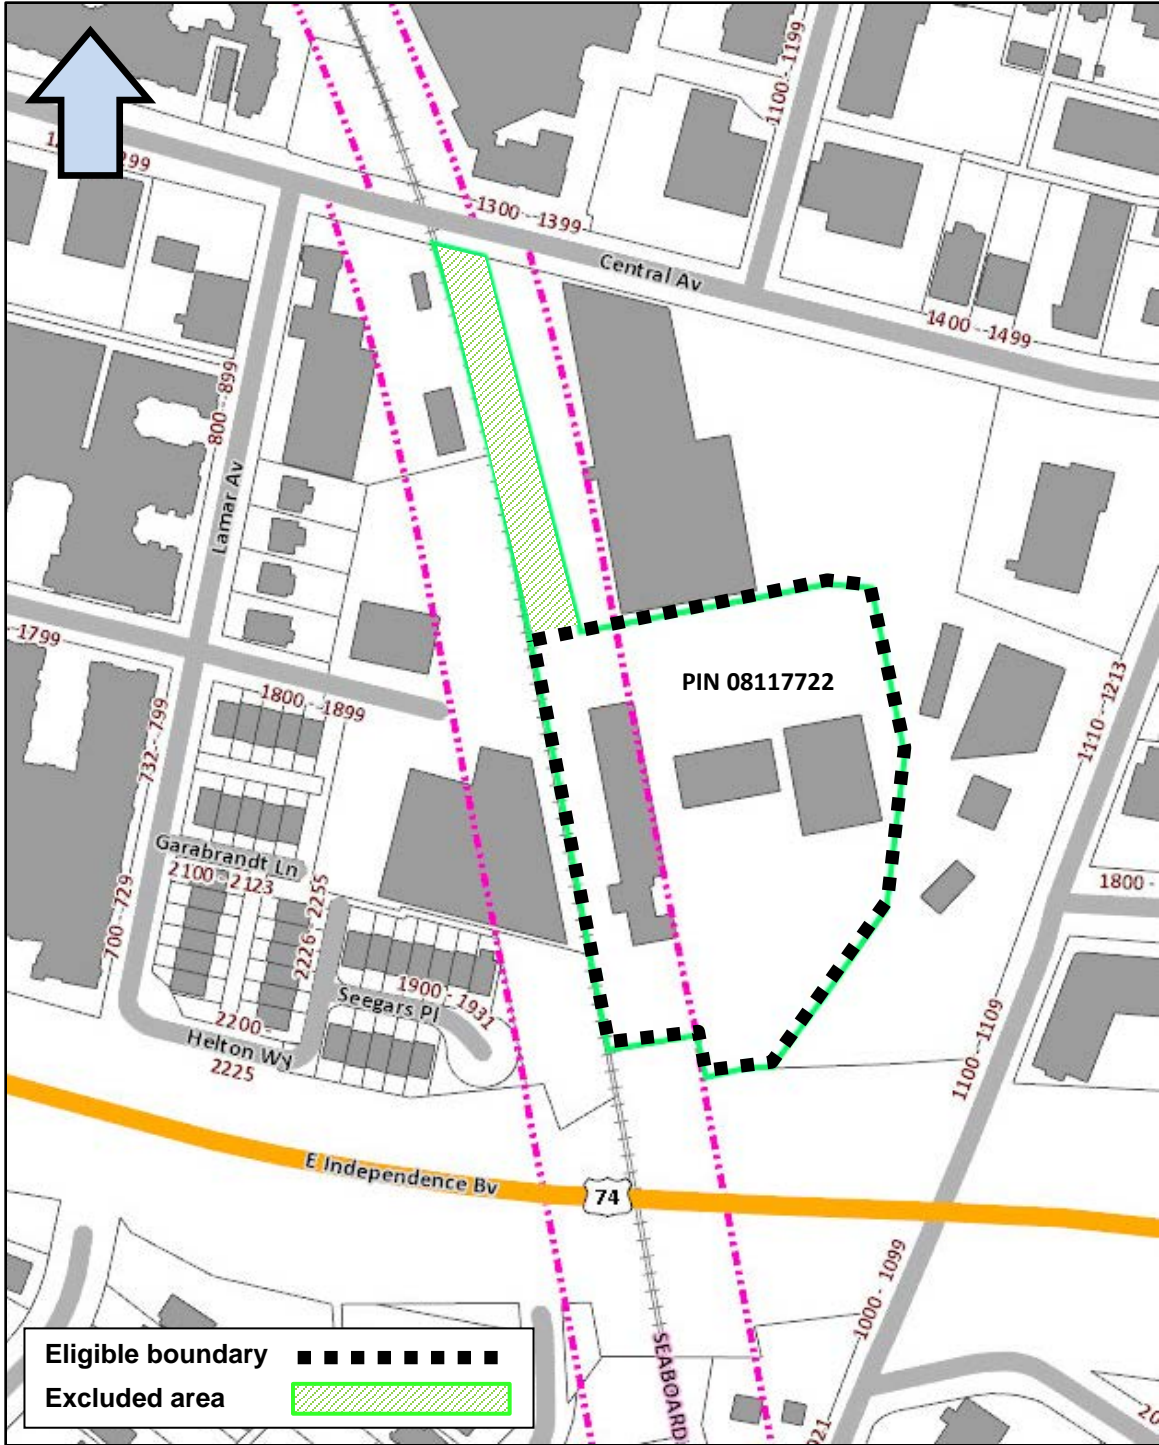 1100 - 1199
1300 - 1399
Central Av
1400 - 1499
800 - 899
Lamar Av
1799
1800 - 1899
PIN 08117722
732 - 799
1110 - 1213
Garabrandt Ln
2100 - 2123
2226 - 2255
700 - 729
1800 -
1900 - 1931
Seegars Pl
2200 -
Helton Wy
2225
1100 - 1109
E Independence Bv
74
1000 - 1099
SEABOARD
Eligible boundary
Excluded area